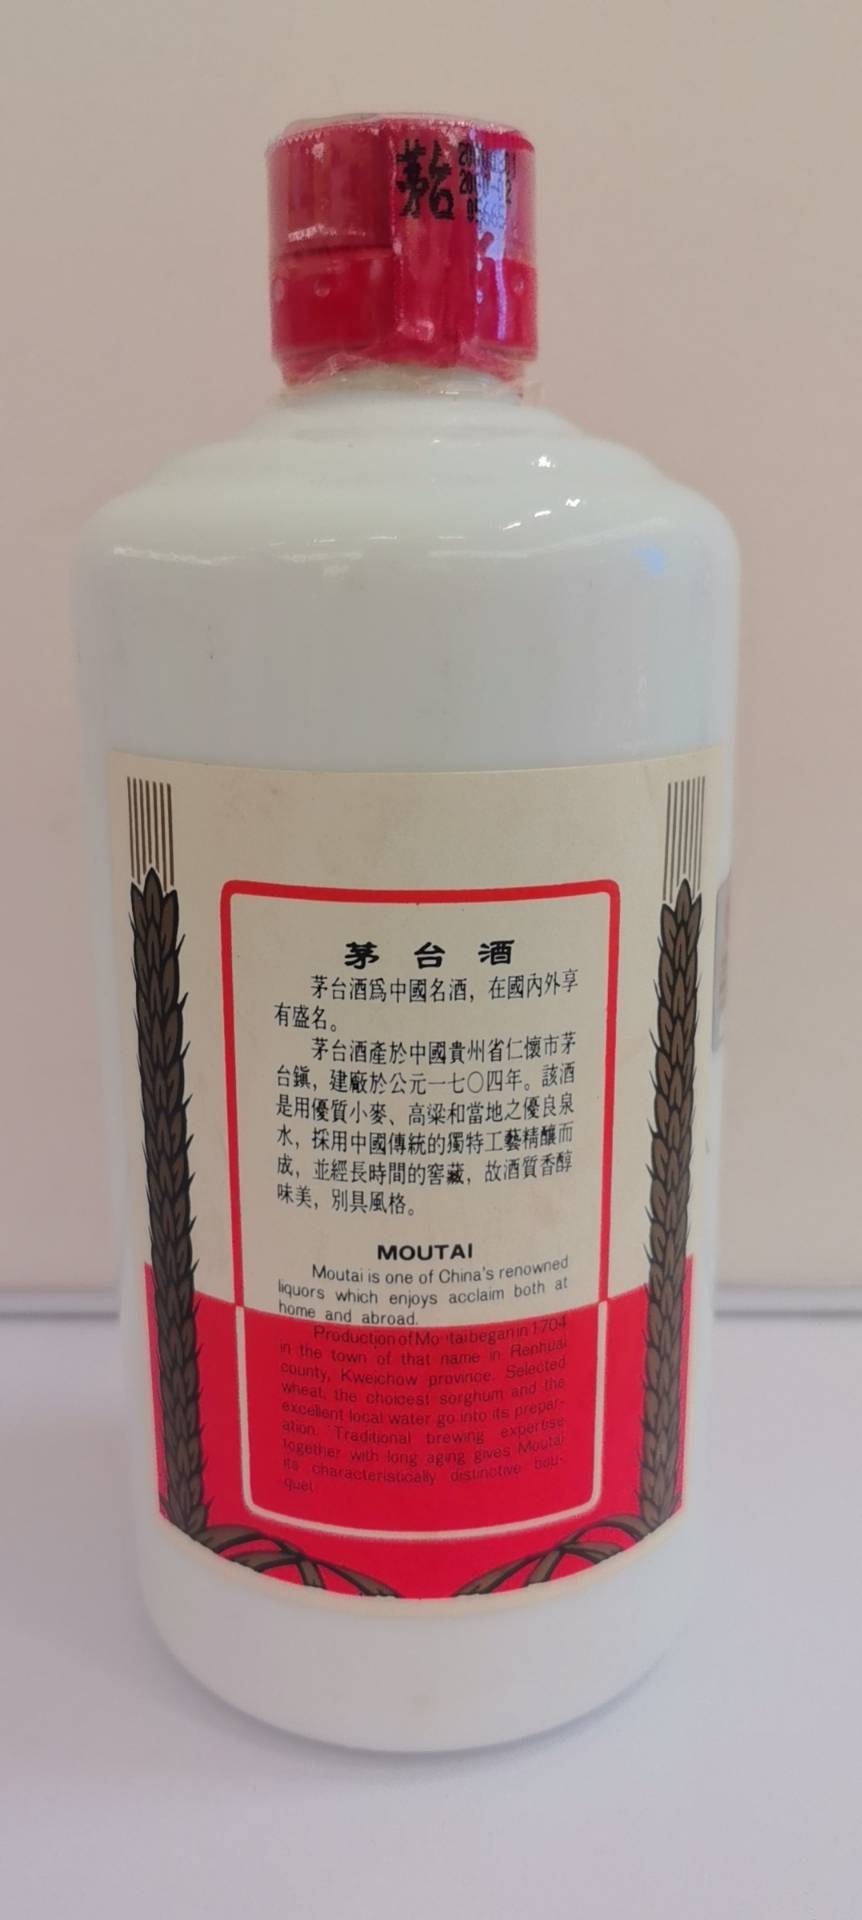 茅台
茅台酒
茅台酒爲中國名酒，在國內外享
有盛名。
茅台酒產於中國貴州省仁懷市茅
台鎮，建廠於公元一七〇四年。該酒
是用優質小麥、高粱和當地之優良泉
水，採用中國傳統的獨特工藝精釀而
成，並經長時間的窖藏，故酒質香醇
味美，別具風格。
MOUTAI
Moutai is one of China's renowned
liquors which enjoys acclaim both at
home and abroad.
Production of Moutai began in 1704
in the town of that name in Renhuai
county, Kweichow province. Selected
wheat, the choicest sorghum and the
excellent local water go into its prepar-
ation. Traditional brewing expertise
together with long aging gives Moutai
its characteristically distinctive bou-
quet